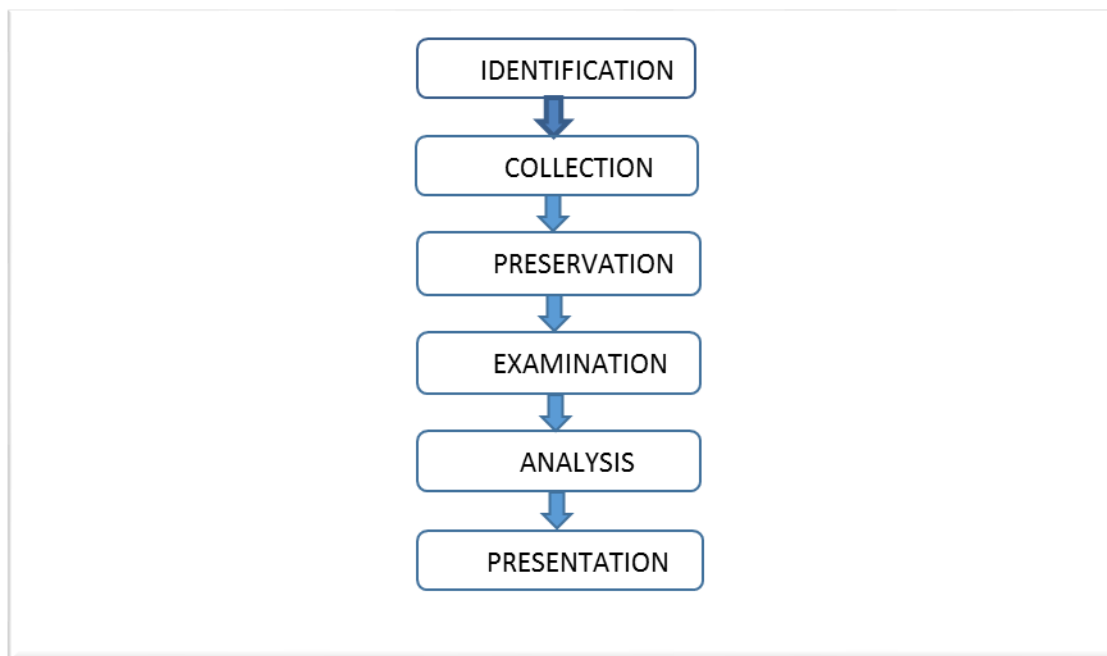 IDENTIFICATION
COLLECTION
PRESERVATION
EXAMINATION
ANALYSIS
PRESENTATION